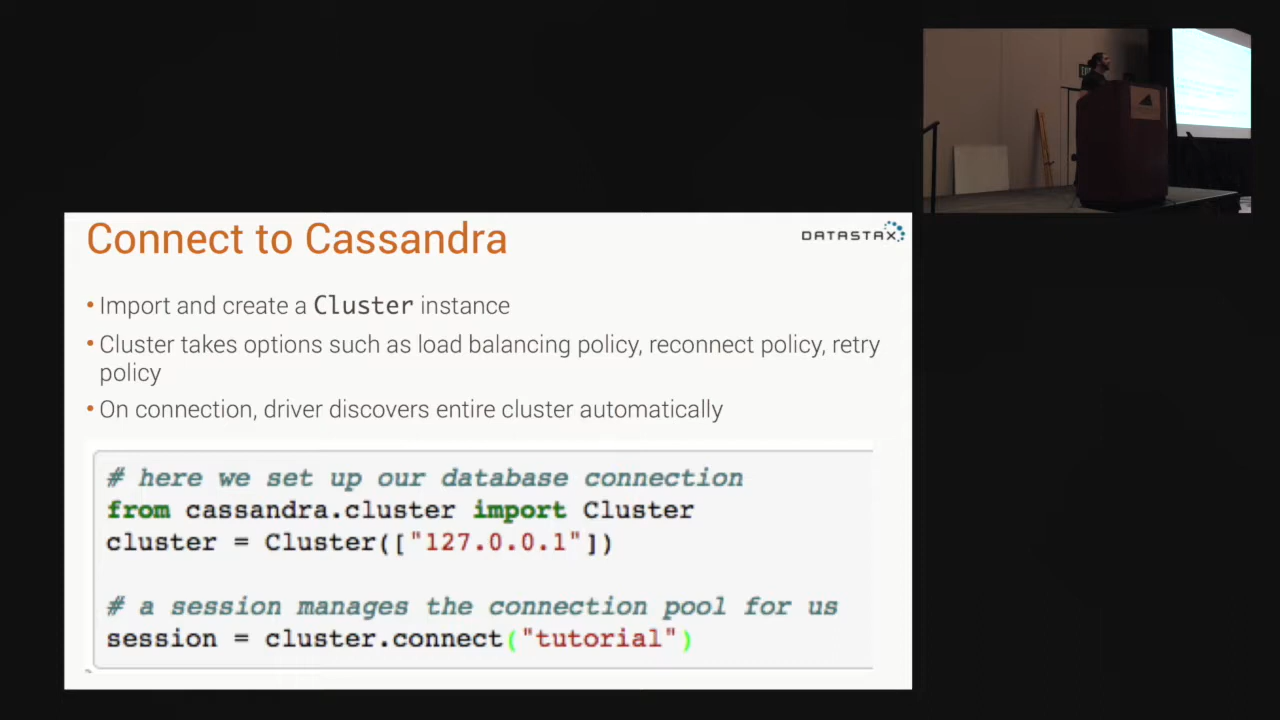 Connect to Cassandra
DATASTAX
• Import and create a Cluster instance
• Cluster takes options such as load balancing policy, reconnect policy, retry
policy
• On connection, driver discovers entire cluster automatically
# here we set up our database connection
from cassandra.cluster import Cluster
cluster = Cluster(["127.0.0.1"])
# a session manages the connection pool for us
session = cluster.connect("tutorial")